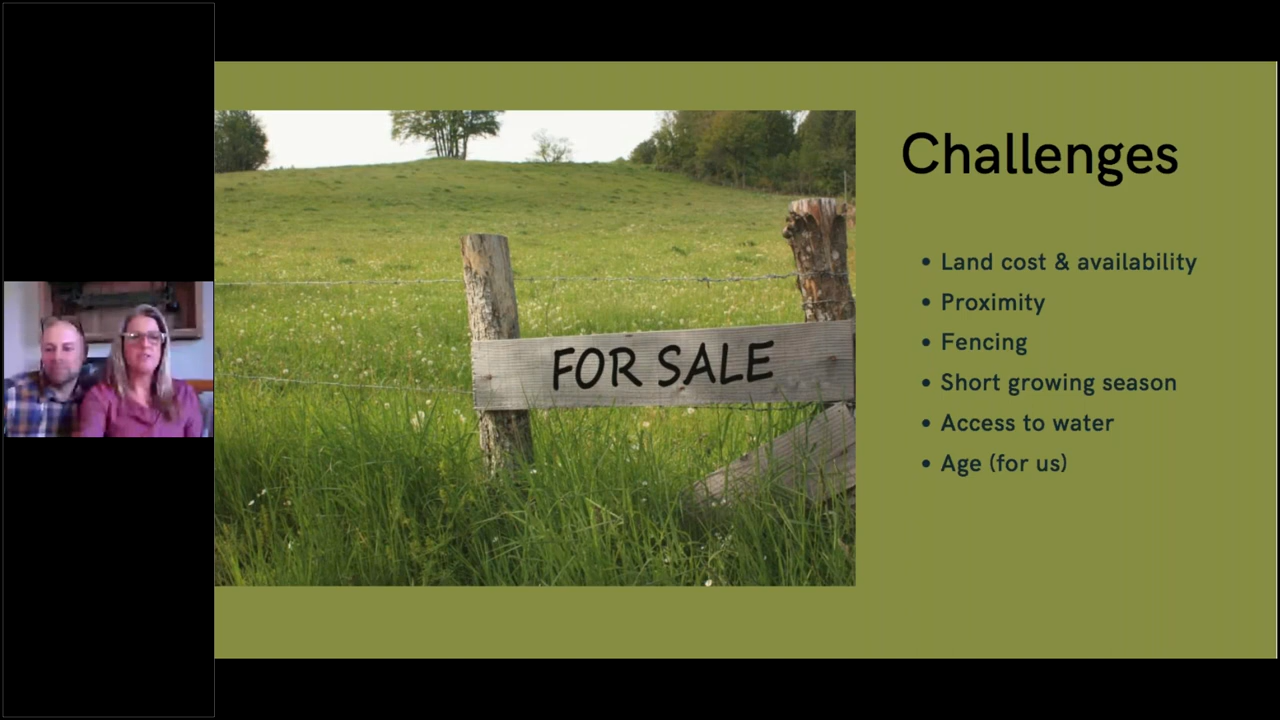 Challenges
FOR SALE
• Land cost & availability
• Proximity
• Fencing
• Short growing season
• Access to water
• Age (for us)